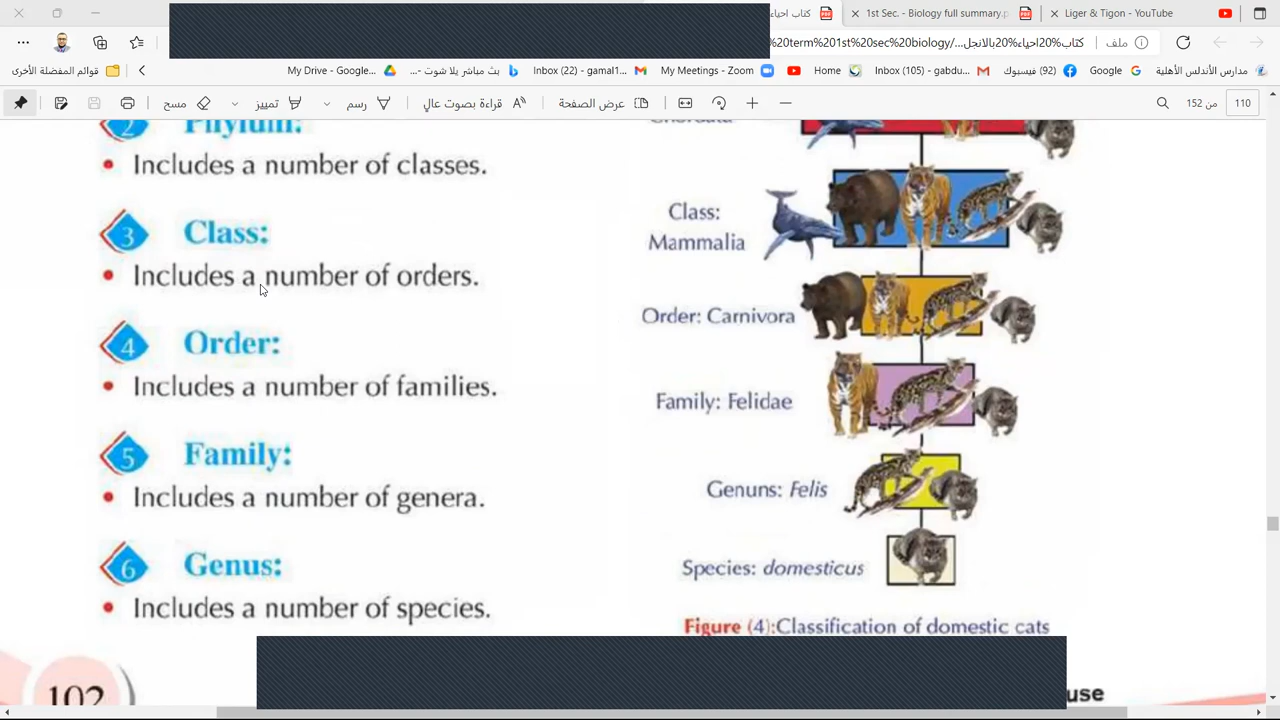 كتاب احياء
1st Sec. - Biology full summary.p
Liger & Tigon - YouTube
%20term%201st%20sec%20biology/...كتاب%20احياء%20بالانجل
ملف
قوائم المفضلة الأخرى
My Drive - Google...
بث مباشر يلا شوت -...
Inbox (22) - gamal1...
My Meetings - Zoom
Home
Inbox (105) - gabdu...
(92) فيسبوك
Google
مدارس الأندلس الأهلية
مسح
تمييز
رسم
قراءة بصوت عالٍ
عرض الصفحة
من 152
110
2 Phylum:
• Includes a number of classes.
3 Class:
• Includes a number of orders.
4 Order:
• Includes a number of families.
5 Family:
• Includes a number of genera.
6 Genus:
• Includes a number of species.
102
Chordata
Class:
Mammalia
Order: Carnivora
Family: Felidae
Genuns: Felis
Species: domesticus
Figure (4):Classification of domestic cats
use